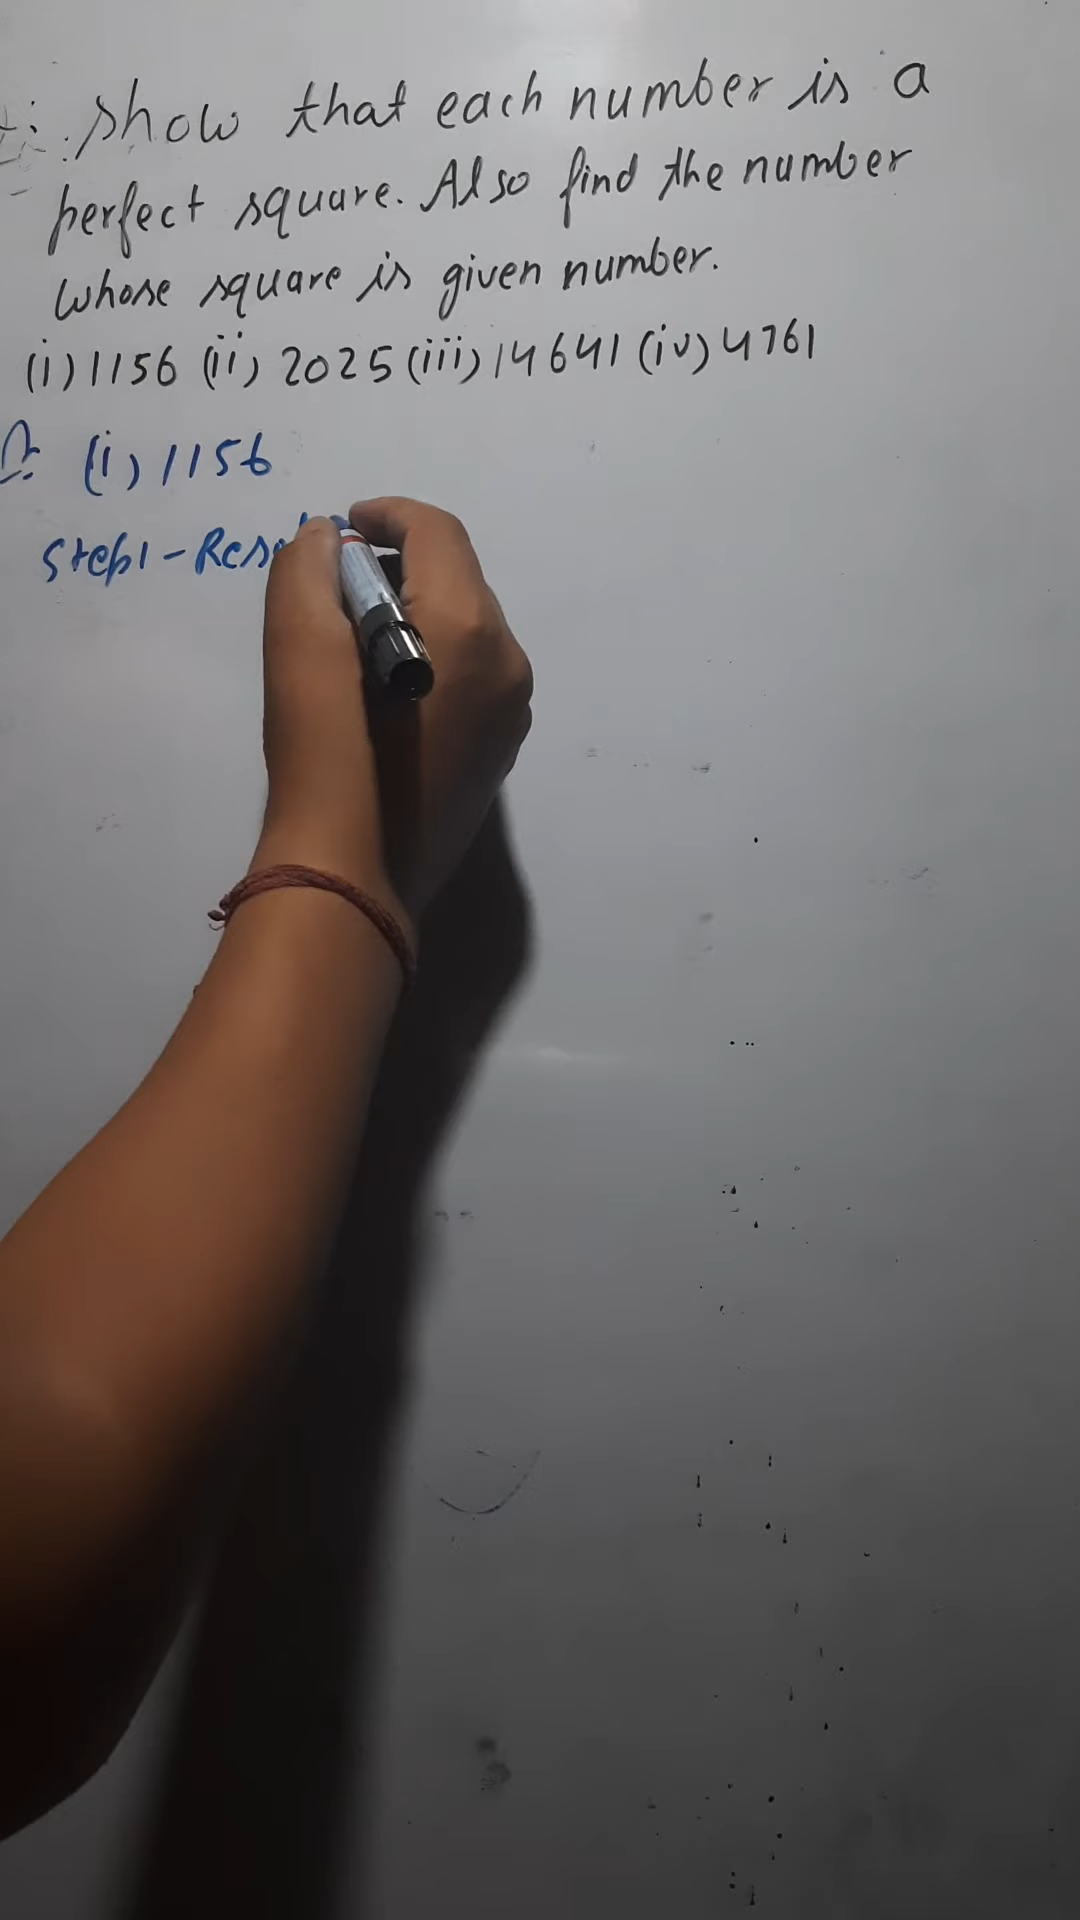 Show that each number is a
perfect square. Also find the number
whose square is given number.
(i) 1156 (ii) 2025 (iii) 14641 (iv) 4761
(i) 1156
Step1 -